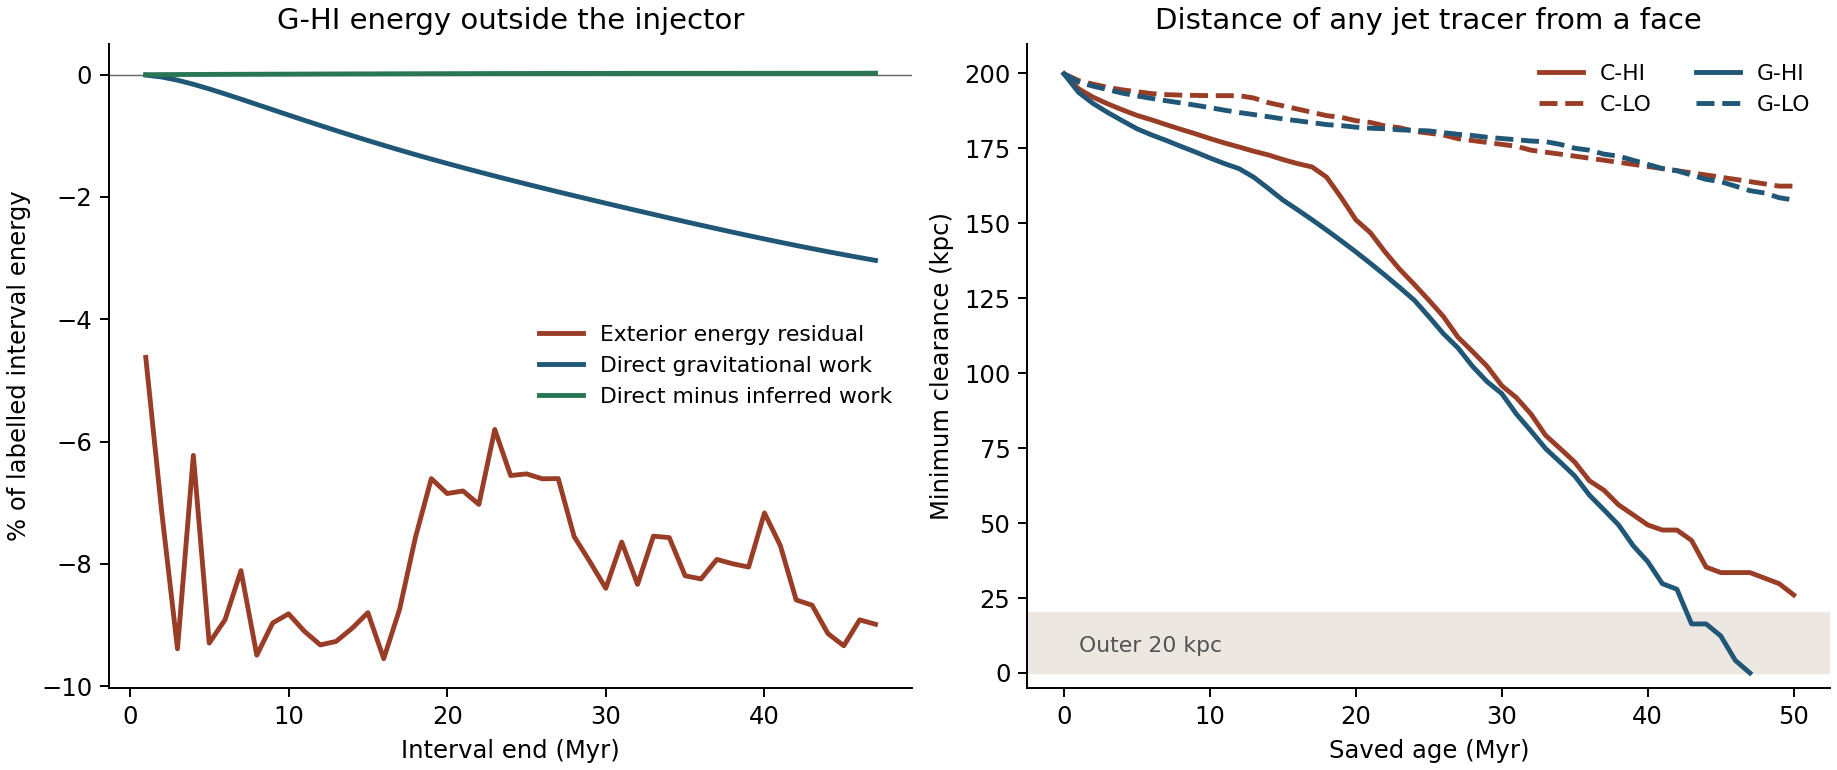 G-HI energy outside the injector
% of labelled interval energy
0
−2
−4
−6
−8
−10
Exterior energy residual
Direct gravitational work
Direct minus inferred work
0
10
20
30
40
Interval end (Myr)
Distance of any jet tracer from a face
Minimum clearance (kpc)
200
175
150
125
100
75
50
25
0
C-HI
C-LO
G-HI
G-LO
Outer 20 kpc
0
10
20
30
40
50
Saved age (Myr)